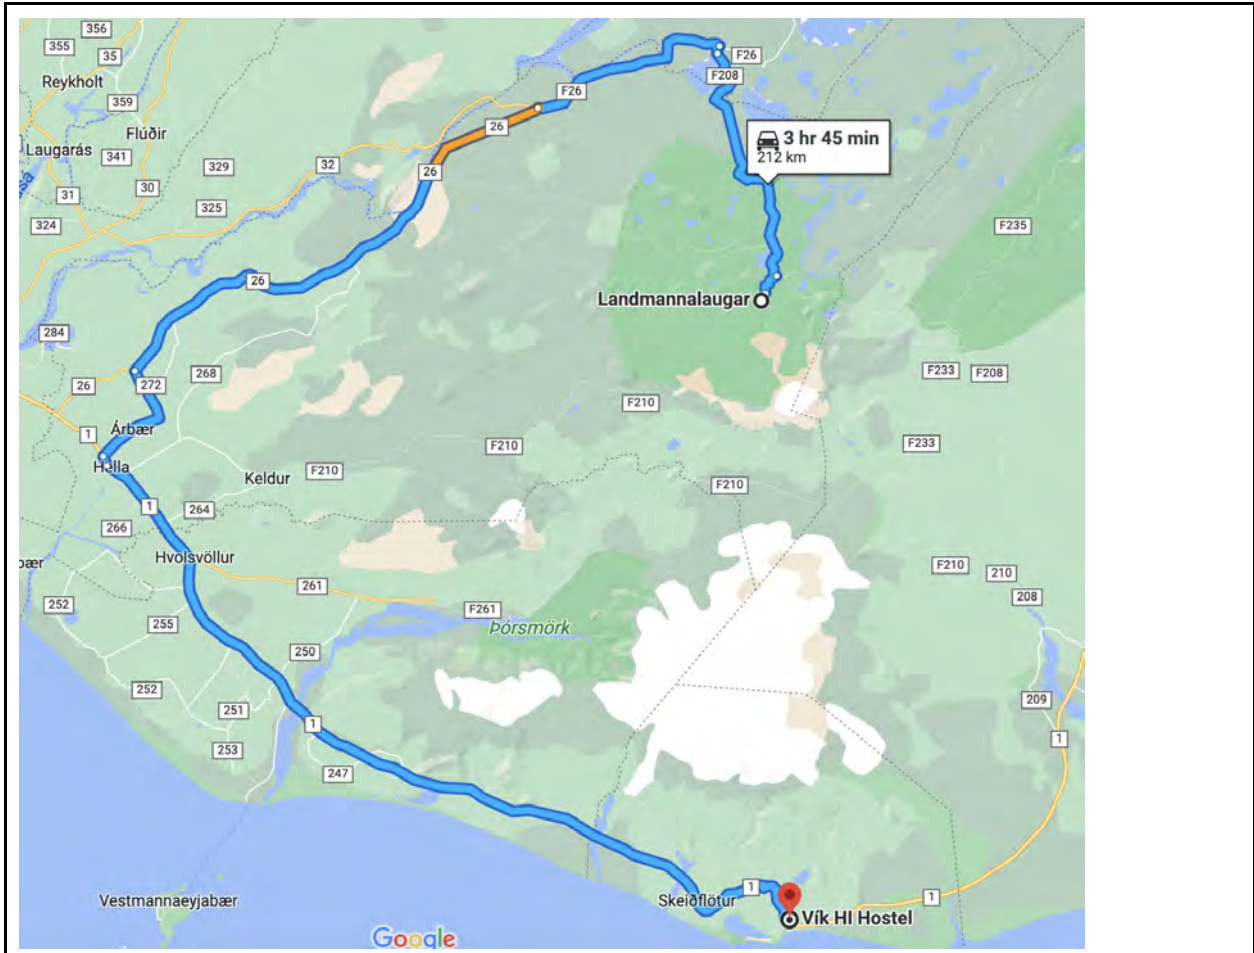 356
355
35
Reykholt
359
Flúðir
Laugarás
341
329
32
30
31
325
324
26
26
F26
F26
F208
3 hr 45 min
212 km
F235
26
Landmannalaugar
284
268
26
272
F233
F208
F210
1
Árbær
F233
F210
Hella
Keldur
F210
F210
1
264
266
Hvolsvöllur
F210
210
261
208
252
F261
255
Þórsmörk
250
252
209
251
1
253
1
247
1
1
Vestmannaeyjabær
Skeiðflötur
Vík HI Hostel
Google